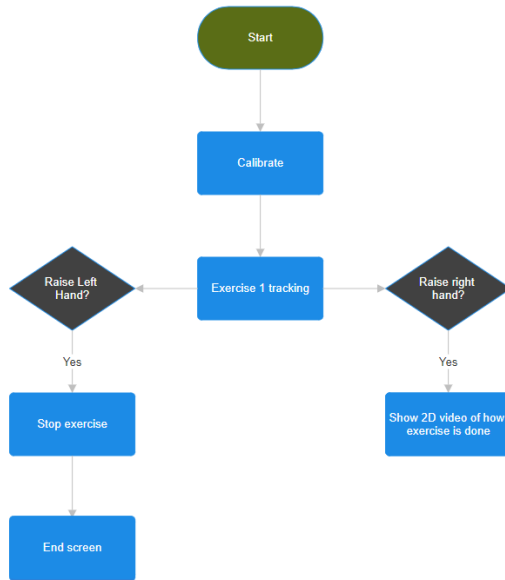 Start
Calibrate
Raise Left
Hand?
Exercise 1 tracking
Raise right
hand?
Yes
Yes
Stop exercise
Show 2D video of how
exercise is done
End screen